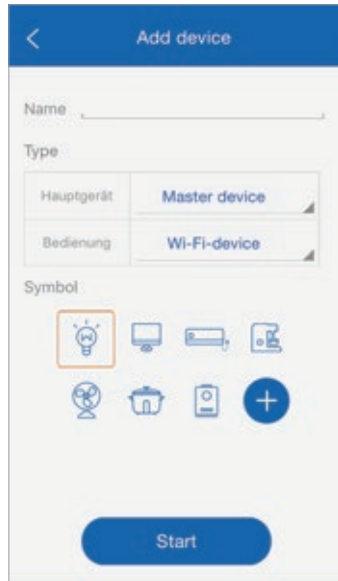 Add device
Name
Type
Hauptgerät Master device
Bedienung Wi-Fi-device
Symbol
Start